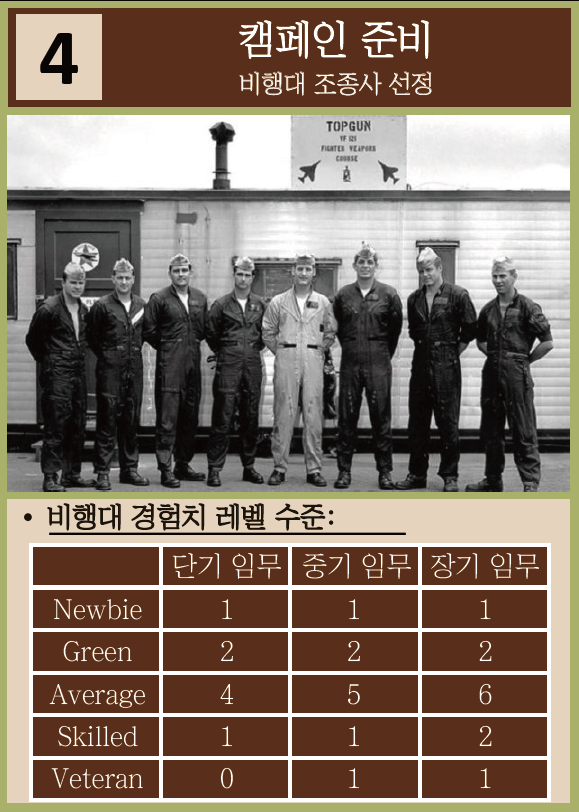 4
캠페인 준비
비행대 조종사 선정
TOPGUN
VF 121
FIGHTER WEAPONS
COURSE
• 비행대 경험치 레벨 수준:
단기 임무 중기 임무 장기 임무
Newbie 1 1 1
Green 2 2 2
Average 4 5 6
Skilled 1 1 2
Veteran 0 1 1